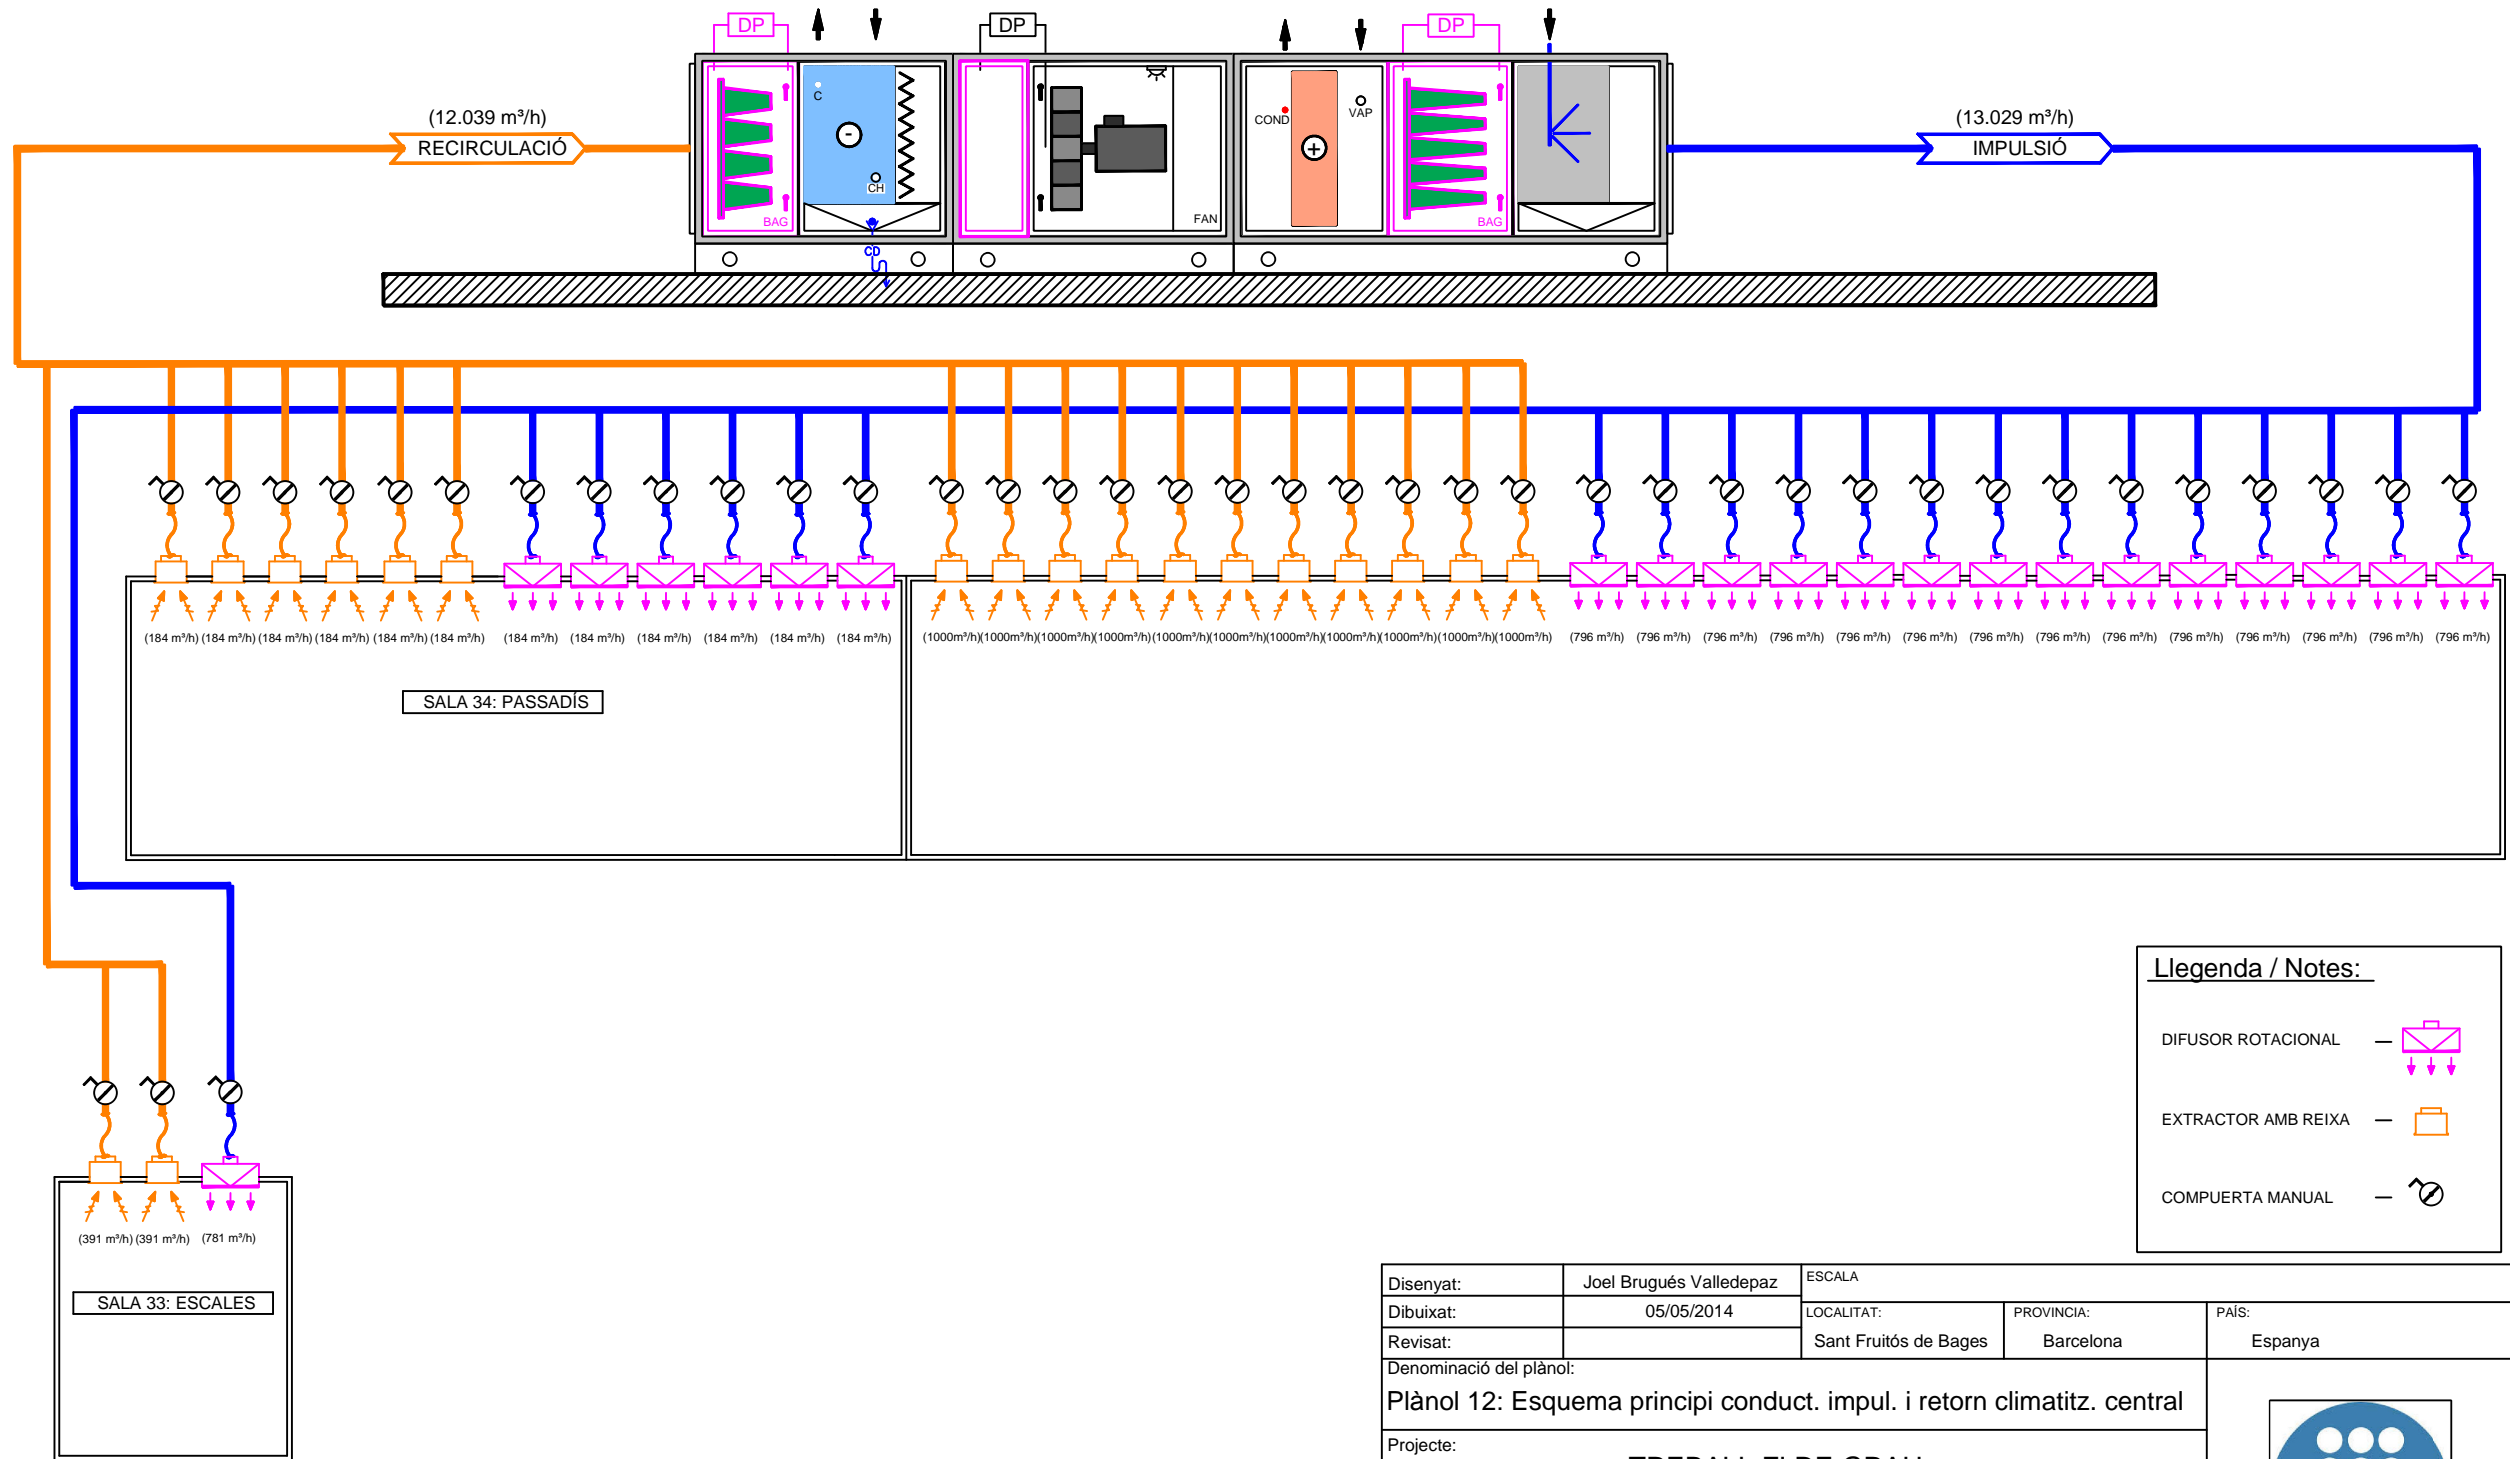 DP
DP
DP
(12.039 m³/h)
RECIRCULACIÓ
C
CH
BAG
CD
FAN
COND
VAP
BAG
(13.029 m³/h)
IMPULSIÓ
(184 m³/h) (184 m³/h) (184 m³/h) (184 m³/h) (184 m³/h) (184 m³/h) (184 m³/h) (184 m³/h) (184 m³/h) (184 m³/h) (184 m³/h) (184 m³/h) (1000m³/h)(1000m³/h)(1000m³/h)(1000m³/h)(1000m³/h)(1000m³/h)(1000m³/h)(1000m³/h)(1000m³/h)(1000m³/h)(1000m³/h) (796 m³/h) (796 m³/h) (796 m³/h) (796 m³/h) (796 m³/h) (796 m³/h) (796 m³/h) (796 m³/h) (796 m³/h) (796 m³/h) (796 m³/h) (796 m³/h) (796 m³/h) (796 m³/h)
SALA 34: PASSADÍS
(391 m³/h) (391 m³/h) (781 m³/h)
SALA 33: ESCALES
Llegenda / Notes:
DIFUSOR ROTACIONAL
EXTRACTOR AMB REIXA
COMPUERTA MANUAL
Disenyat: Joel Brugués Valledepaz ESCALA
Dibuixat: 05/05/2014 LOCALITAT: PROVINCIA: PAÍS:
Revisat: Sant Fruitós de Bages Barcelona Espanya
Denominació del plànol:
Plànol 12: Esquema principi conduct. impul. i retorn climatitz. central
Projecte: